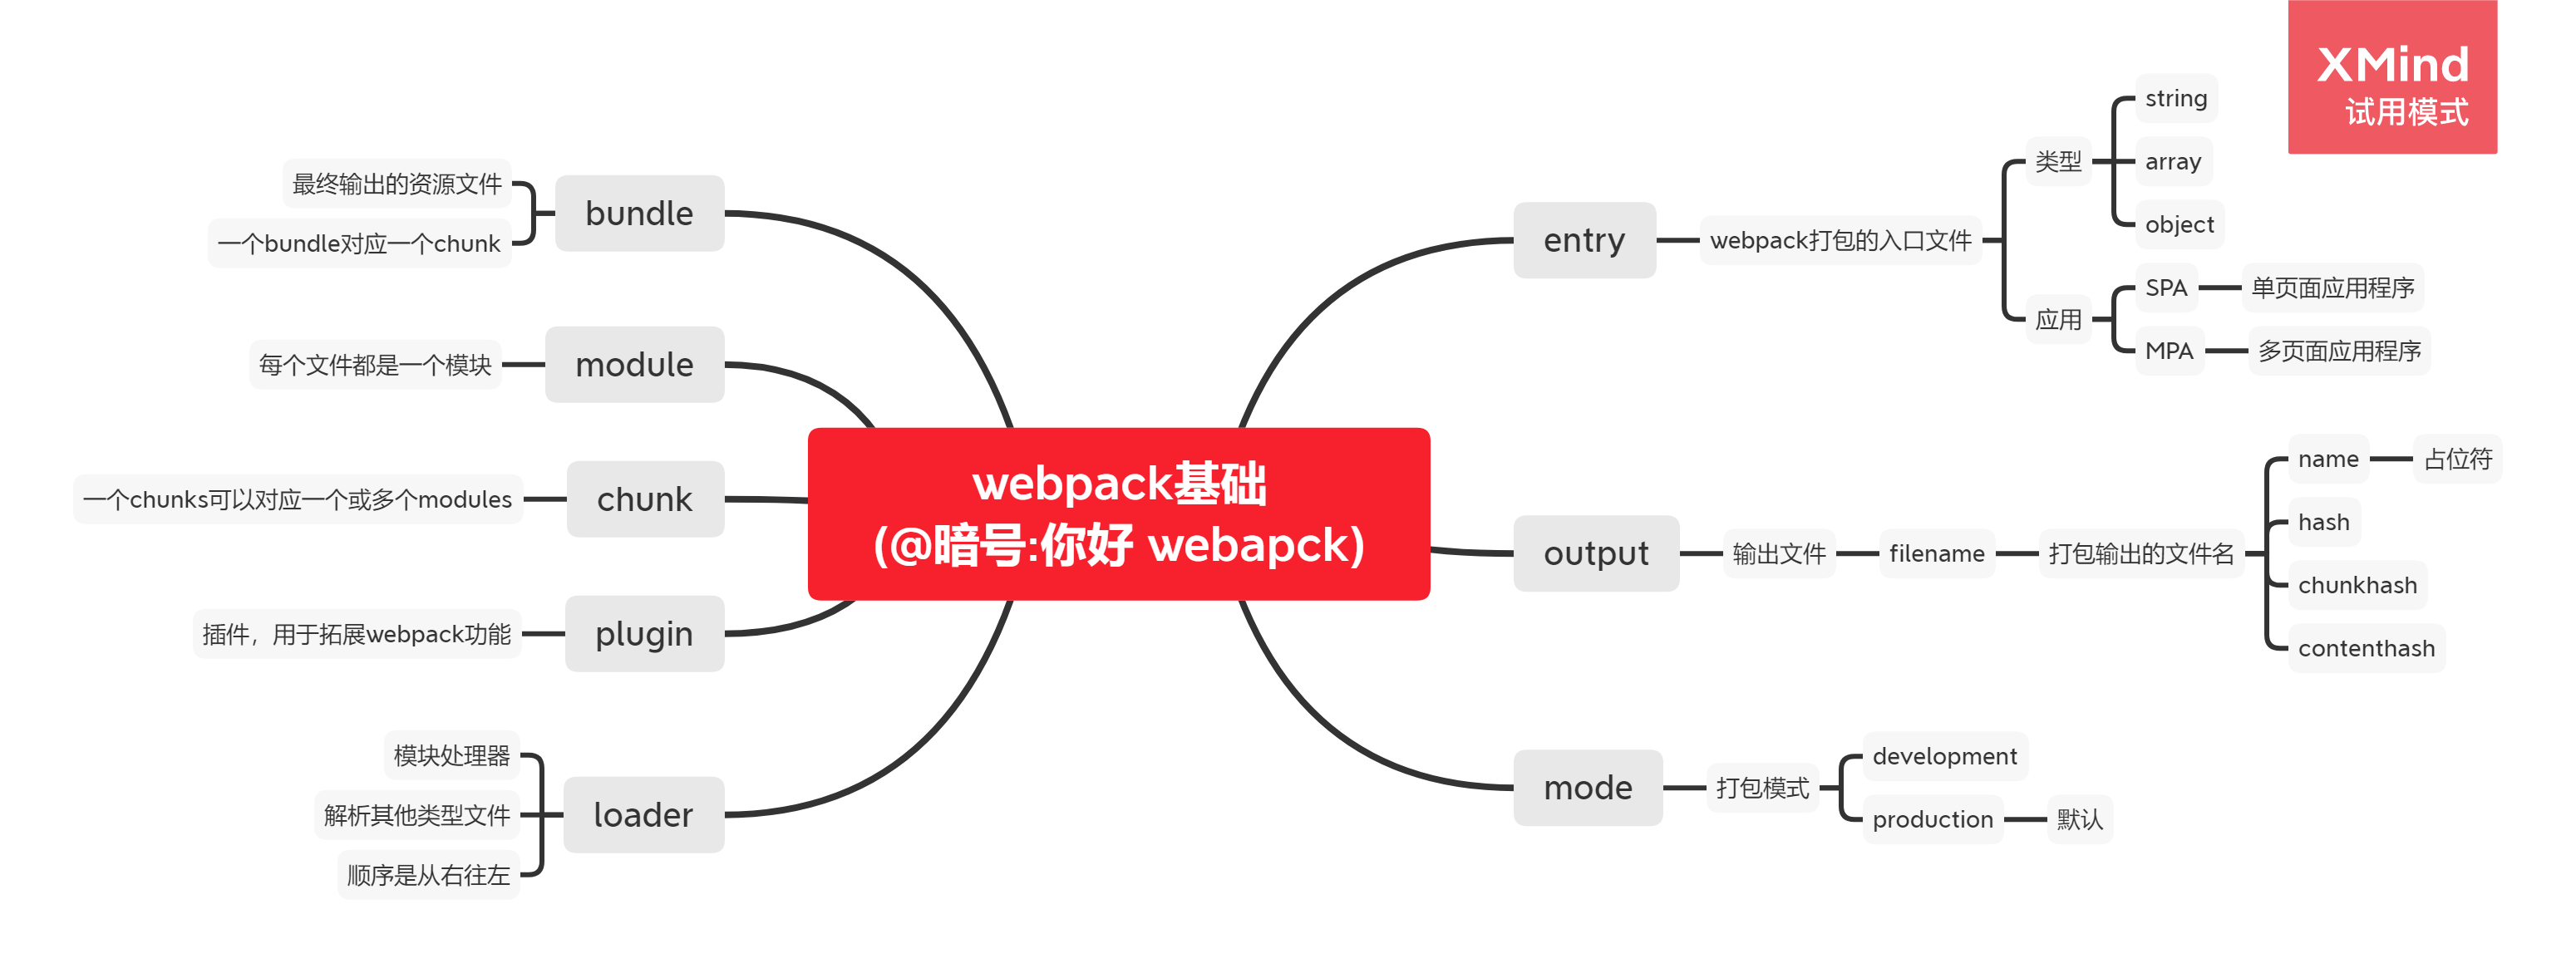 XMind
试用模式
webpack基础
(@暗号:你好 webapck)
entry
webpack打包的入口文件
类型
string
array
object
应用
SPA
单页面应用程序
MPA
多页面应用程序
output
输出文件
filename
打包输出的文件名
name
占位符
hash
chunkhash
contenthash
mode
打包模式
development
production
默认
bundle
最终输出的资源文件
一个bundle对应一个chunk
module
每个文件都是一个模块
chunk
一个chunks可以对应一个或多个modules
plugin
插件，用于拓展webpack功能
loader
模块处理器
解析其他类型文件
顺序是从右往左